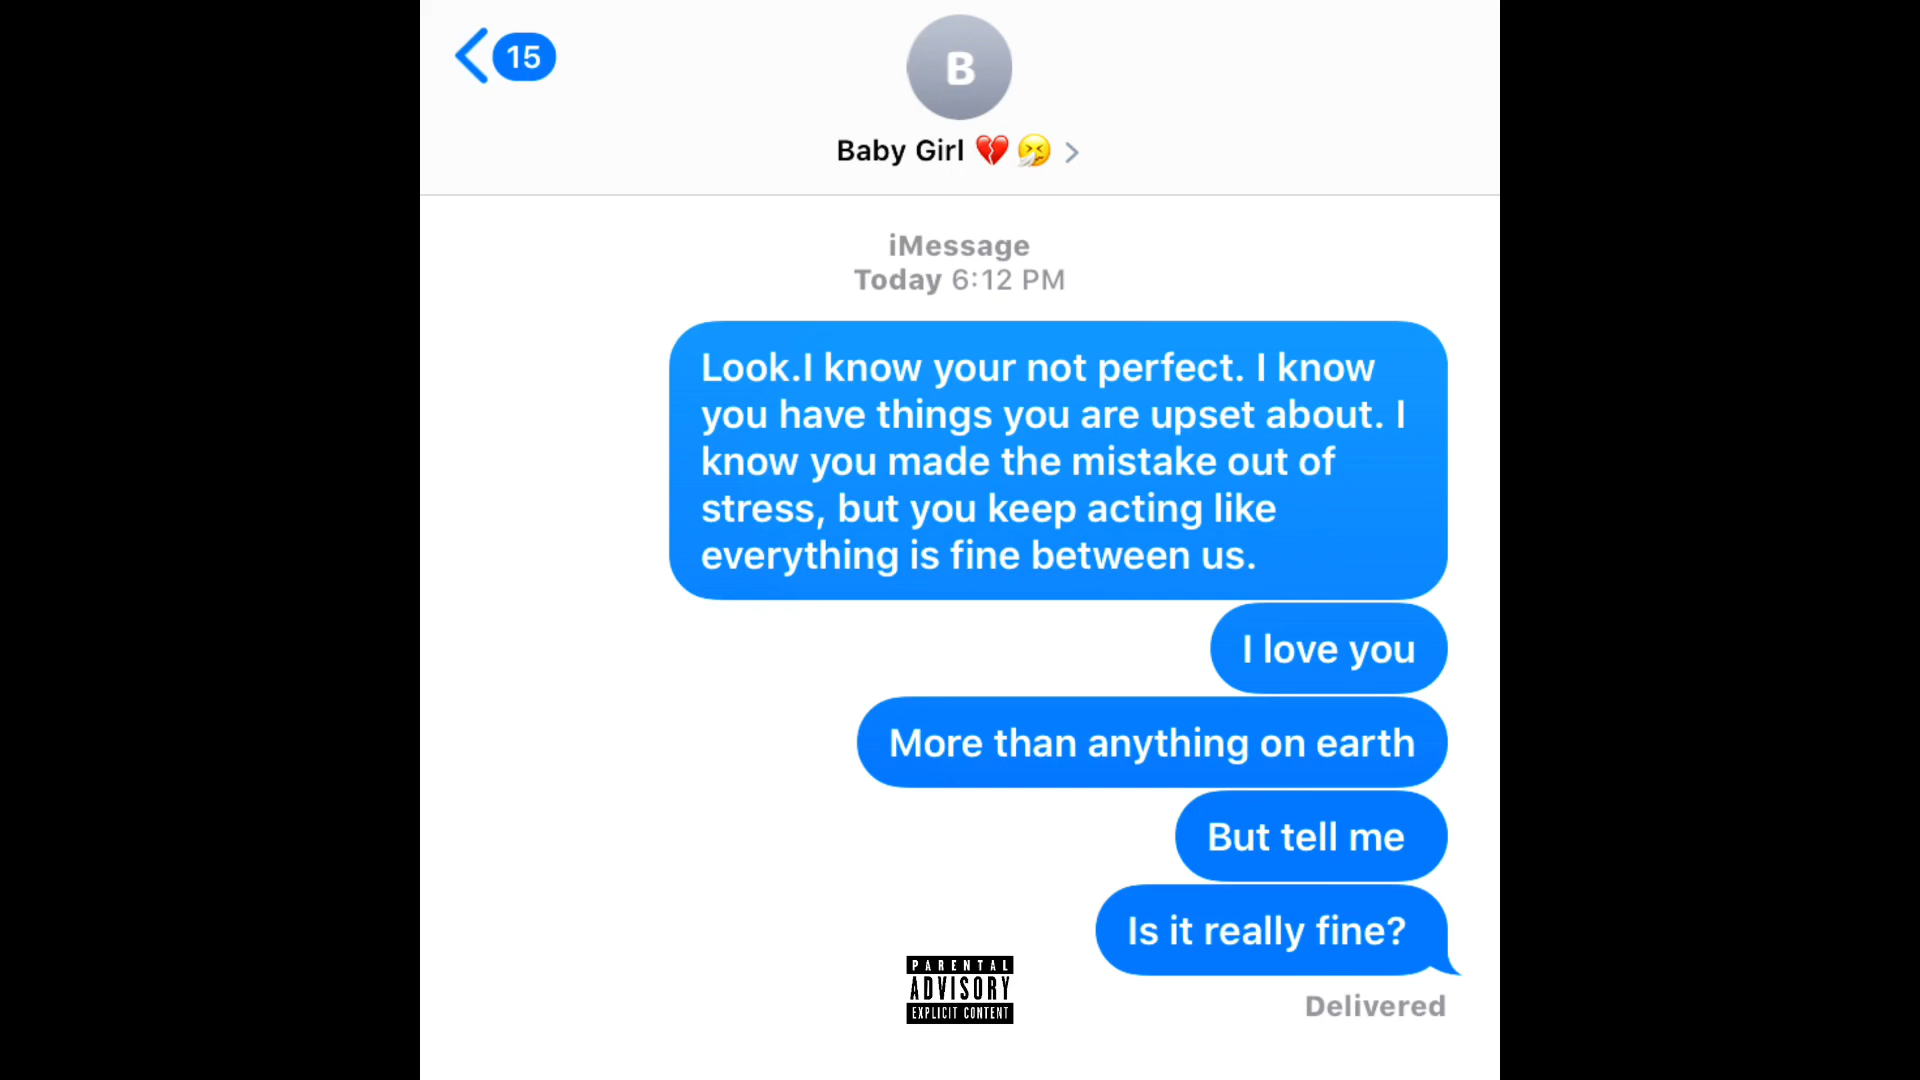 15
B
Baby Girl 💔 🤧 >
iMessage
Today 6:12 PM
Look.I know your not perfect. I know
you have things you are upset about. I
know you made the mistake out of
stress, but you keep acting like
everything is fine between us.
I love you
More than anything on earth
But tell me
Is it really fine?
Delivered
PARENTAL
ADVISORY
EXPLICIT CONTENT